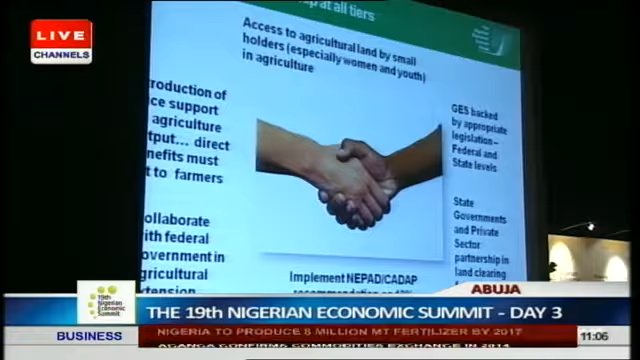 LIVE
CHANNELS
at all tiers
Access to agricultural land by small
holders (especially women and youth)
in agriculture
roduction of
ce support
agriculture
tput... direct
nefits must
t to farmers
GES backed
by appropriate
legislation–
Federal and
State levels
ollaborate
ith federal
overnment in
gricultural
xtension
State
Governments
and Private
Sector
partnership in
land clearing
Implement NEPAD/CADAP
ABUJA
19th
Nigerian
Economic
Summit
THE 19th NIGERIAN ECONOMIC SUMMIT - DAY 3
BUSINESS
NIGERIA TO PRODUCE 8 MILLION MT FERTILIZER BY 2017
11:06